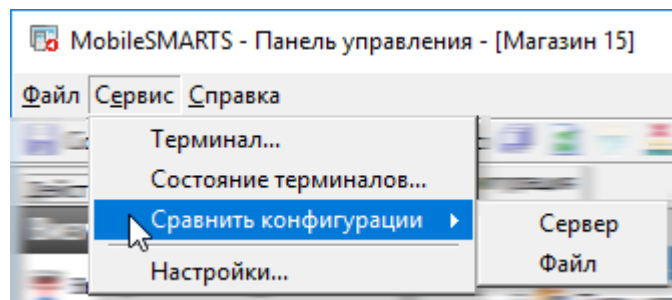 MobileSMARTS - Панель управления - [Магазин 15]
Файл Сервис Справка
Терминал...
Состояние терминалов...
Сравнить конфигурации
Сервер
Файл
Настройки...